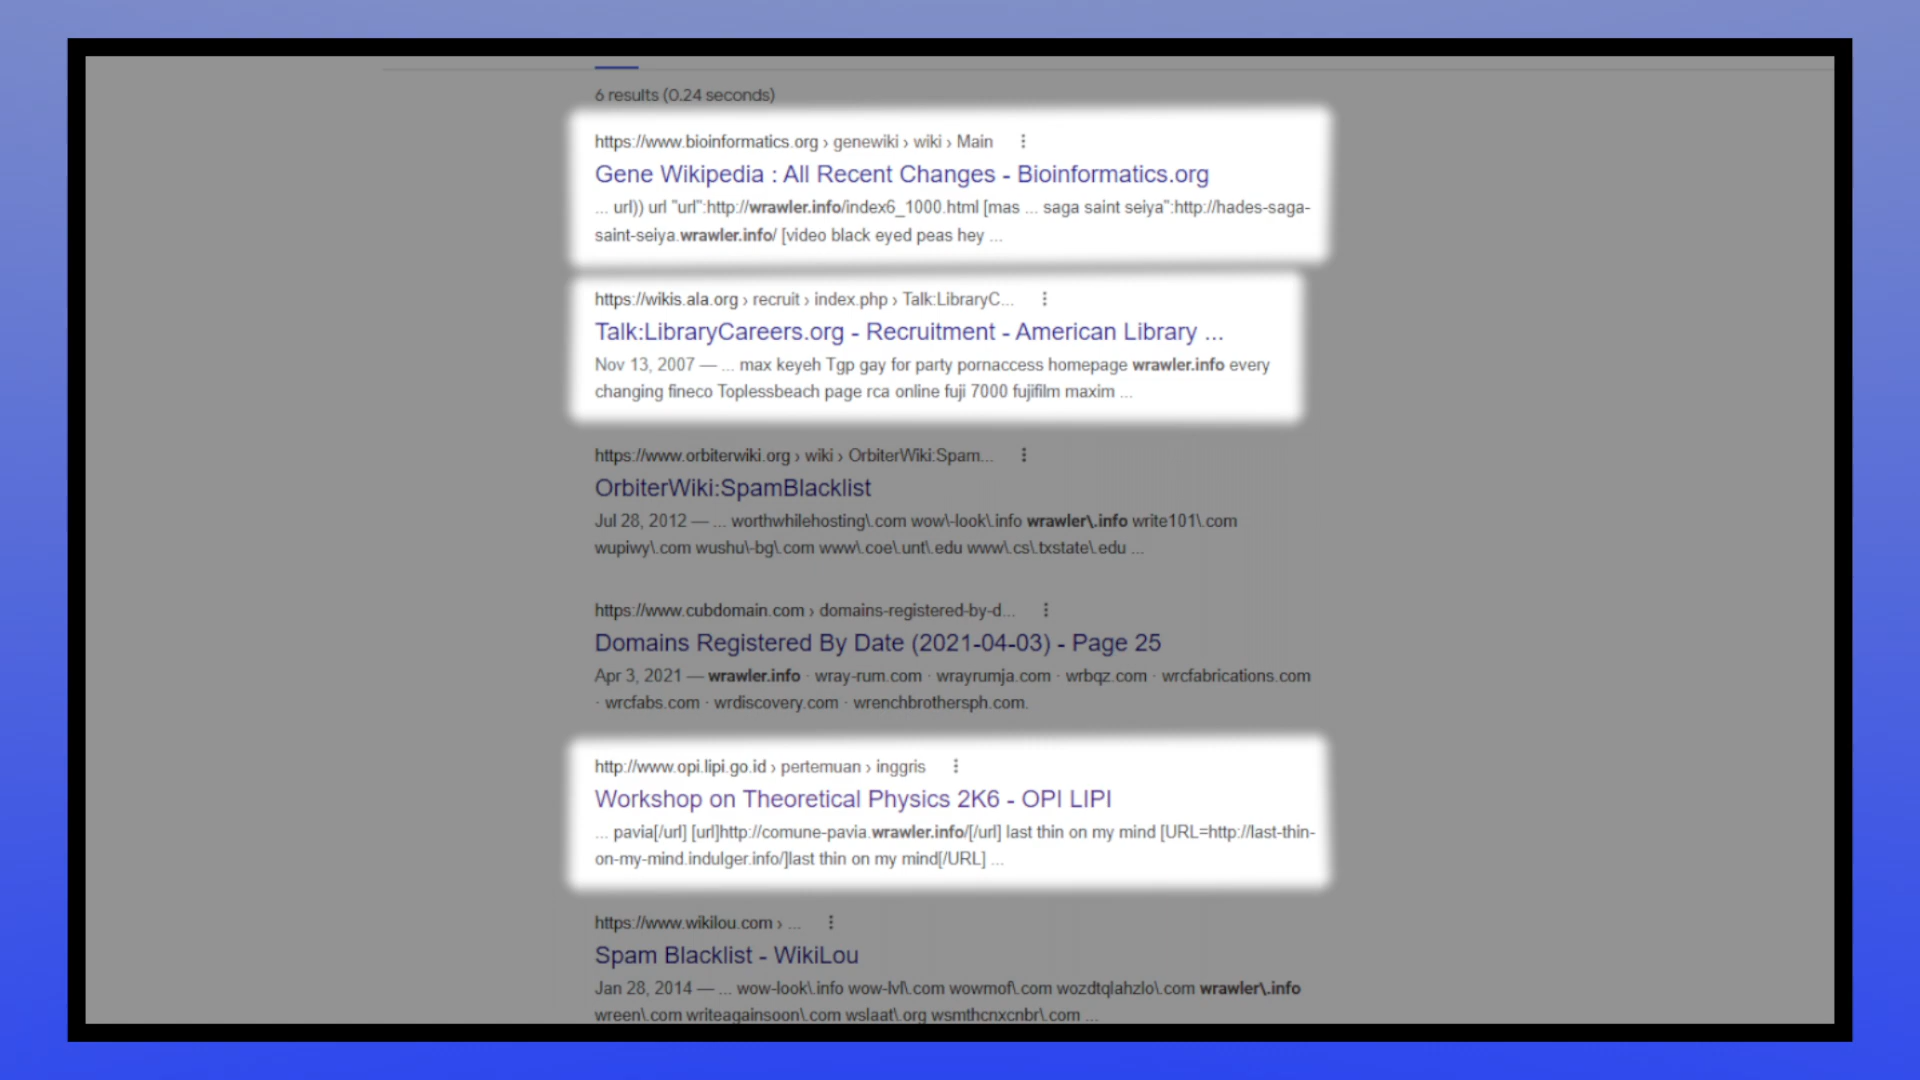 6 results (0.24 seconds)
https://www.bioinformatics.org › genewiki › wiki › Main
Gene Wikipedia : All Recent Changes - Bioinformatics.org
... url)) url "url":http://wrawler.info/index6_1000.html [mas ... saga saint seiya":http://hades-saga-
saint-seiya.wrawler.info/ [video black eyed peas hey ...
https://wikis.ala.org › recruit › index.php › Talk:LibraryC...
Talk:LibraryCareers.org - Recruitment - American Library ...
Nov 13, 2007 — ... max keyeh Tgp gay for party pornaccess homepage wrawler.info every
changing fineco Toplessbeach page rca online fuji 7000 fujifilm maxim ...
https://www.orbiterwiki.org › wiki › OrbiterWiki:Spam...
OrbiterWiki:SpamBlacklist
Jul 28, 2012 — ... worthwhilehosting\.com wow\-look\.info wrawler\.info write101\.com
wupiwy\.com wushu\-bg\.com www\.coe\.unt\.edu www\.cs\.txstate\.edu ...
https://www.cubdomain.com › domains-registered-by-d...
Domains Registered By Date (2021-04-03) - Page 25
Apr 3, 2021 — wrawler.info · wray-rum.com · wrayrumja.com · wrbqz.com · wrcfabrications.com
· wrcfabs.com · wrdiscovery.com · wrenchbrothersph.com.
http://www.opi.lipi.go.id › pertemuan › inggris
Workshop on Theoretical Physics 2K6 - OPI LIPI
... pavia[/url] [url]http://comune-pavia.wrawler.info/[/url] last thin on my mind [URL=http://last-thin-
on-my-mind.indulger.info/]last thin on my mind[/URL] ...
https://www.wikilou.com › ...
Spam Blacklist - WikiLou
Jan 28, 2014 — ... wow-look\.info wow-lvl\.com wowmof\.com wozdtqlahzlo\.com wrawler\.info
wreen\.com writeagainsoon\.com wslaat\.org wsmthcnxcnbr\.com ...